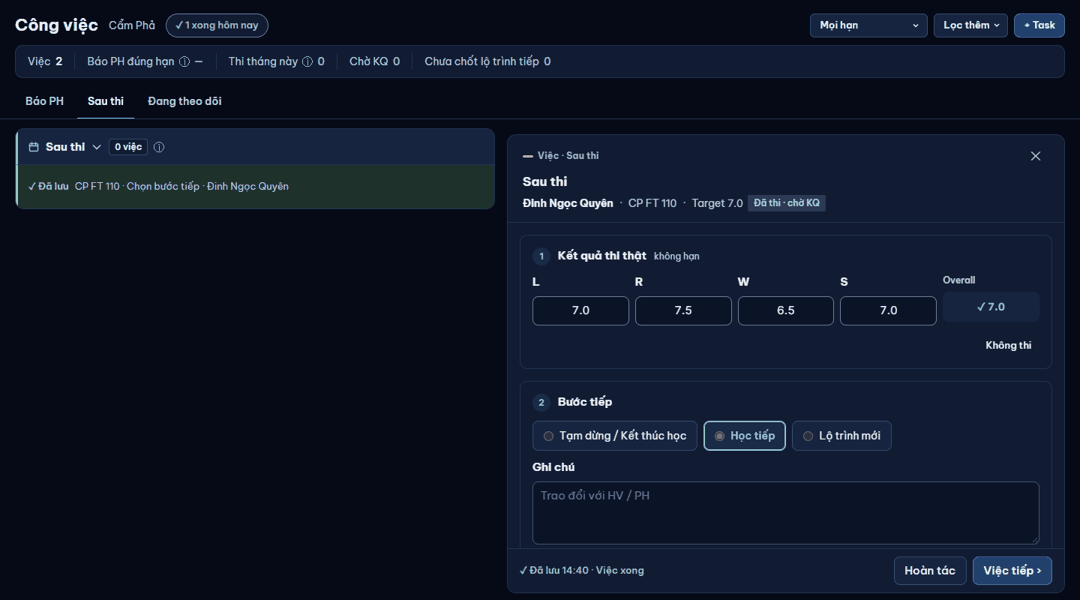 Công việc Cẩm Phả ✓ 1 xong hôm nay Mọi hạn Lọc thêm + Task
Việc 2 Báo PH đúng hạn ⓘ — Thi tháng này ⓘ 0 Chờ KQ 0 Chưa chốt lộ trình tiếp 0
Báo PH Sau thi Đang theo dõi
Sau thi 0 việc ⓘ
✓ Đã lưu CP FT 110 · Chọn bước tiếp · Đinh Ngọc Quyên
Việc · Sau thi
Sau thi
Đinh Ngọc Quyên · CP FT 110 · Target 7.0 Đã thi · chờ KQ
1 Kết quả thi thật không hạn
L R W S Overall
7.0 7.5 6.5 7.0 ✓ 7.0
Không thi
2 Bước tiếp
Tạm dừng / Kết thúc học Học tiếp Lộ trình mới
Ghi chú
Trao đổi với HV / PH
✓ Đã lưu 14:40 · Việc xong Hoàn tác Việc tiếp ›